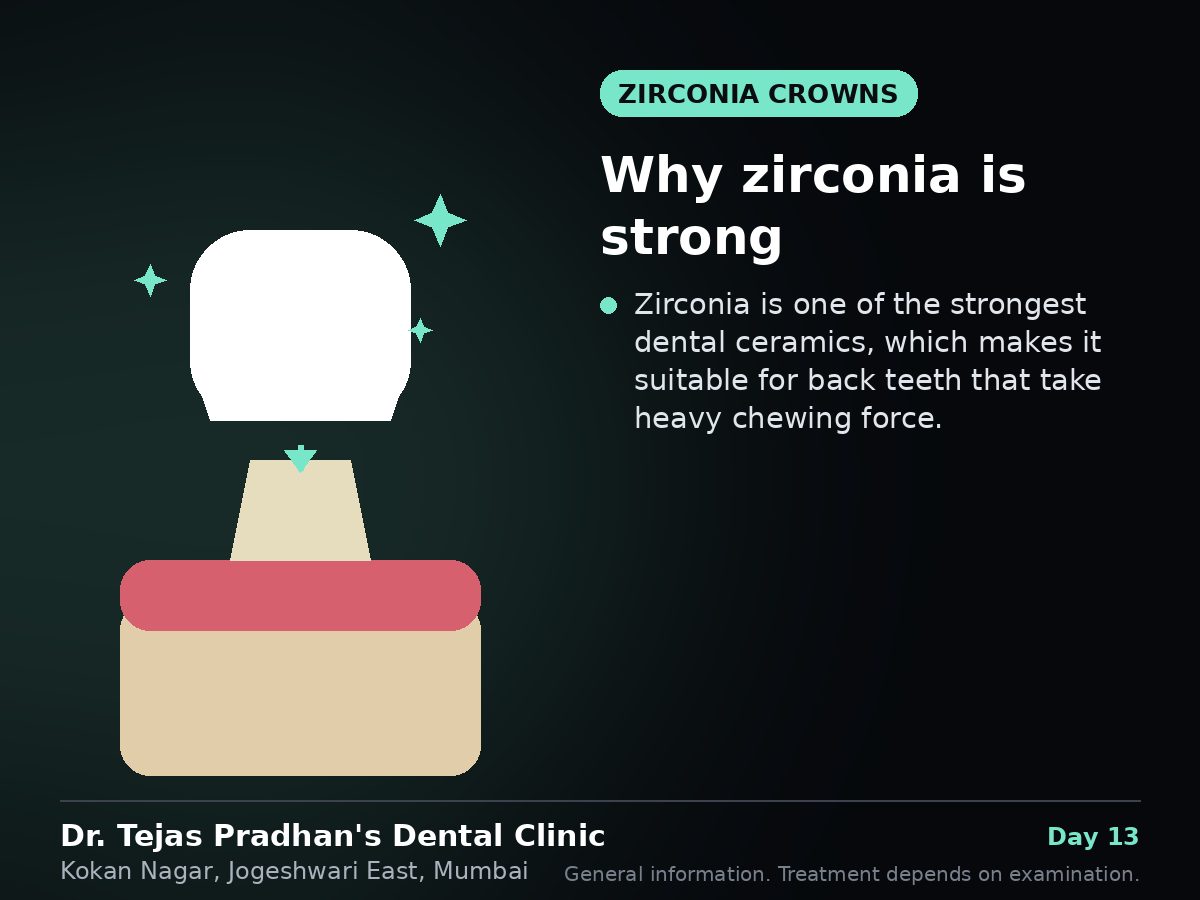 ZIRCONIA CROWNS
Why zirconia is
strong
Zirconia is one of the strongest
dental ceramics, which makes it
suitable for back teeth that take
heavy chewing force.
Dr. Tejas Pradhan's Dental Clinic
Day 13
Kokan Nagar, Jogeshwari East, Mumbai
General information. Treatment depends on examination.